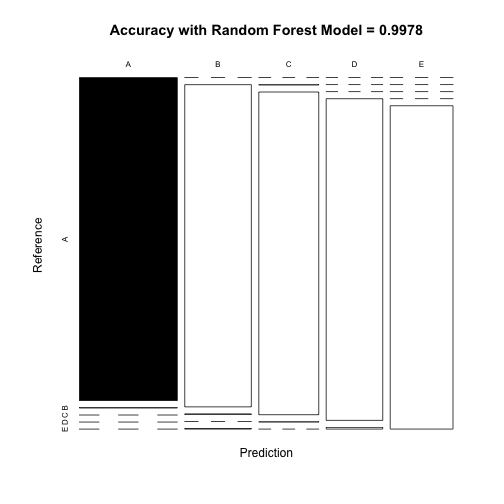 Accuracy with Random Forest Model = 0.9978
A B C D E
Reference
A
E D C B
Prediction